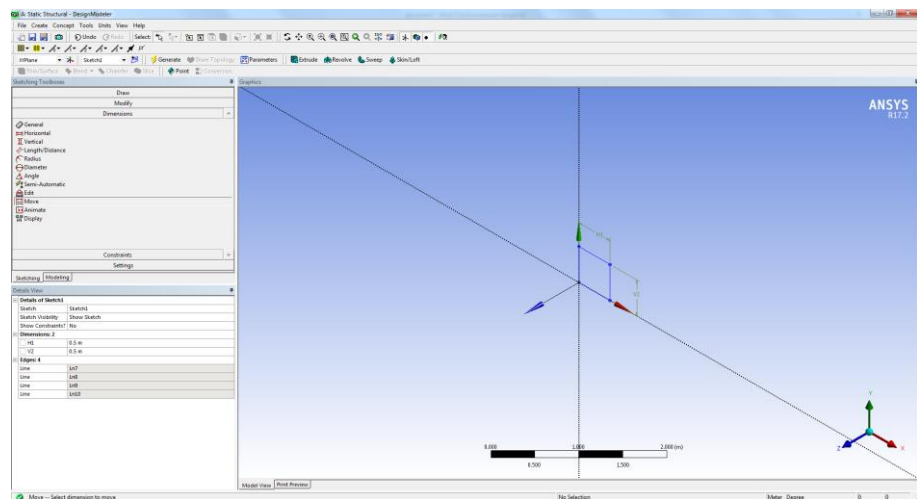 A: Static Structural - DesignModeler
File Create Concept Tools Units View Help
Undo Redo Select:
XYPlane Sketch1 Generate Share Topology Parameters Extrude Revolve Sweep Skin/Loft
Thin/Surface Blend Chamfer Slice Point Conversion
Sketching Toolboxes
Draw
Modify
Dimensions
General
Horizontal
Vertical
Length/Distance
Radius
Diameter
Angle
Semi-Automatic
Edit
Move
Animate
Display
Constraints
Settings
Sketching Modeling
Details View
Details of Sketch1
Sketch Sketch1
Sketch Visibility Show Sketch
Show Constraints? No
Dimensions: 2
H1 0.5 m
V2 0.5 m
Edges: 4
Line Ln7
Line Ln8
Line Ln9
Line Ln10
Graphics
ANSYS
R17.2
H1
V2
0.000 1.000 2.000 (m)
0.500 1.500
Y
Z X
Model View Print Preview
Move -- Select dimension to move No Selection Meter Degree 0 0